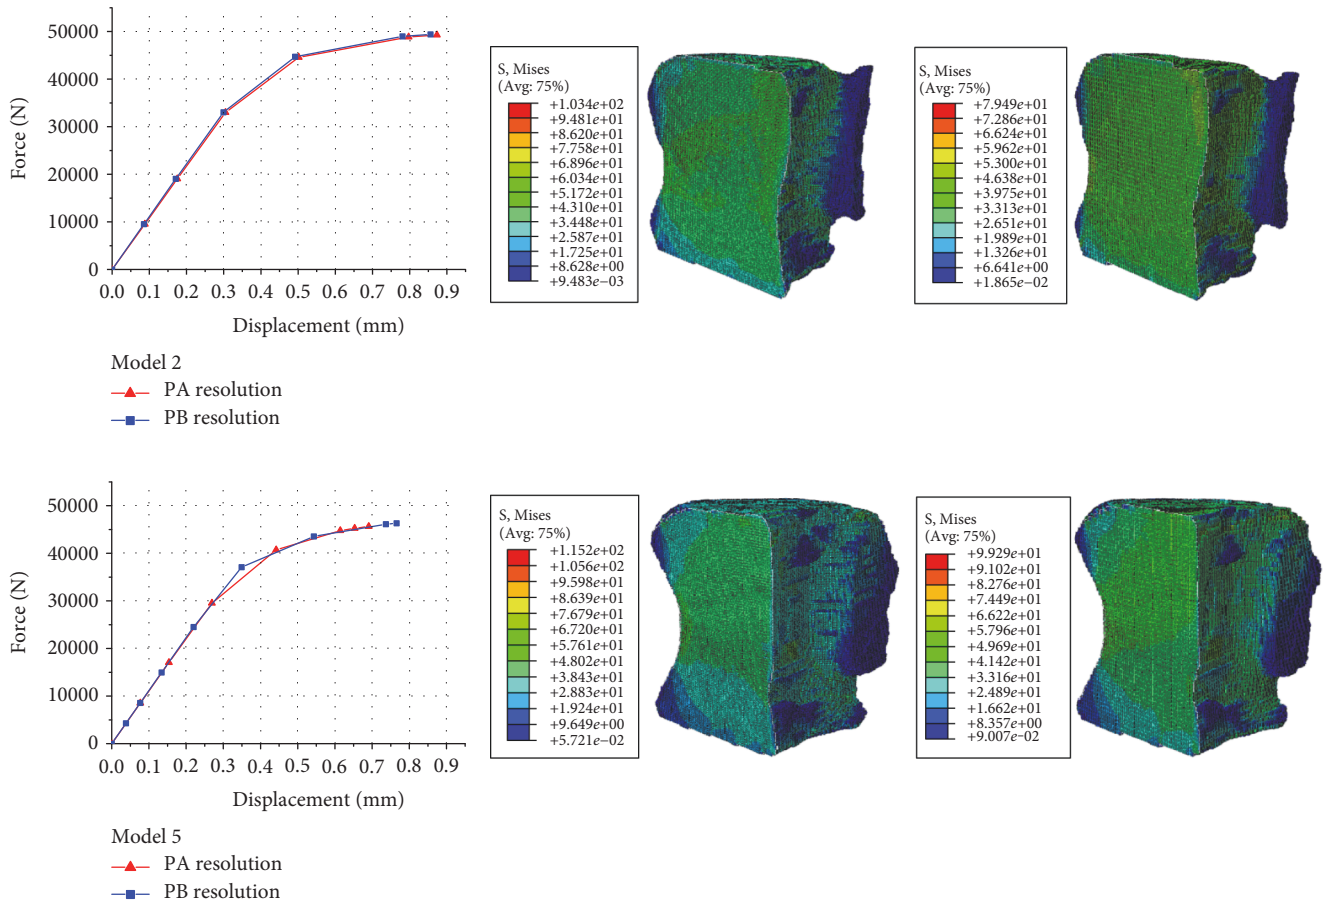 50000
40000
30000
20000
10000
0
Force (N)
0.0 0.1 0.2 0.3 0.4 0.5 0.6 0.7 0.8 0.9
Displacement (mm)
Model 2
PA resolution
PB resolution
S, Mises
(Avg: 75%)
+1.034e+02
+9.481e+01
+8.620e+01
+7.758e+01
+6.896e+01
+6.034e+01
+5.172e+01
+4.310e+01
+3.448e+01
+2.587e+01
+1.725e+01
+8.628e+00
+9.483e−03
S, Mises
(Avg: 75%)
+7.949e+01
+7.286e+01
+6.624e+01
+5.962e+01
+5.300e+01
+4.638e+01
+3.975e+01
+3.313e+01
+2.651e+01
+1.989e+01
+1.326e+01
+6.641e+00
+1.865e−02
50000
40000
30000
20000
10000
0
Force (N)
0.0 0.1 0.2 0.3 0.4 0.5 0.6 0.7 0.8 0.9
Displacement (mm)
Model 5
PA resolution
PB resolution
S, Mises
(Avg: 75%)
+1.152e+02
+1.056e+02
+9.598e+01
+8.639e+01
+7.679e+01
+6.720e+01
+5.761e+01
+4.802e+01
+3.843e+01
+2.883e+01
+1.924e+01
+9.649e+00
+5.721e−02
S, Mises
(Avg: 75%)
+9.929e+01
+9.102e+01
+8.276e+01
+7.449e+01
+6.622e+01
+5.796e+01
+4.969e+01
+4.142e+01
+3.316e+01
+2.489e+01
+1.662e+01
+8.357e+00
+9.007e−02